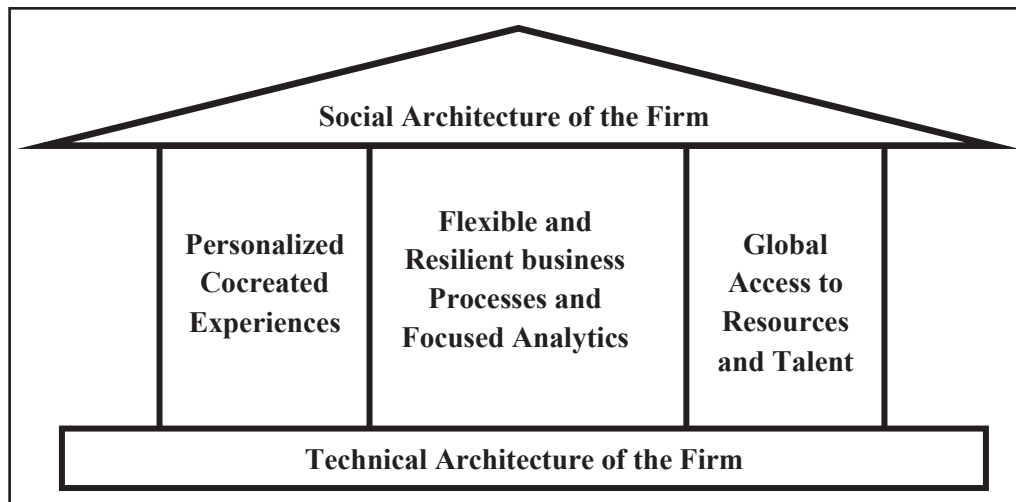 Social Architecture of the Firm
Personalized
Cocreated
Experiences
Flexible and
Resilient business
Processes and
Focused Analytics
Global
Access to
Resources
and Talent
Technical Architecture of the Firm